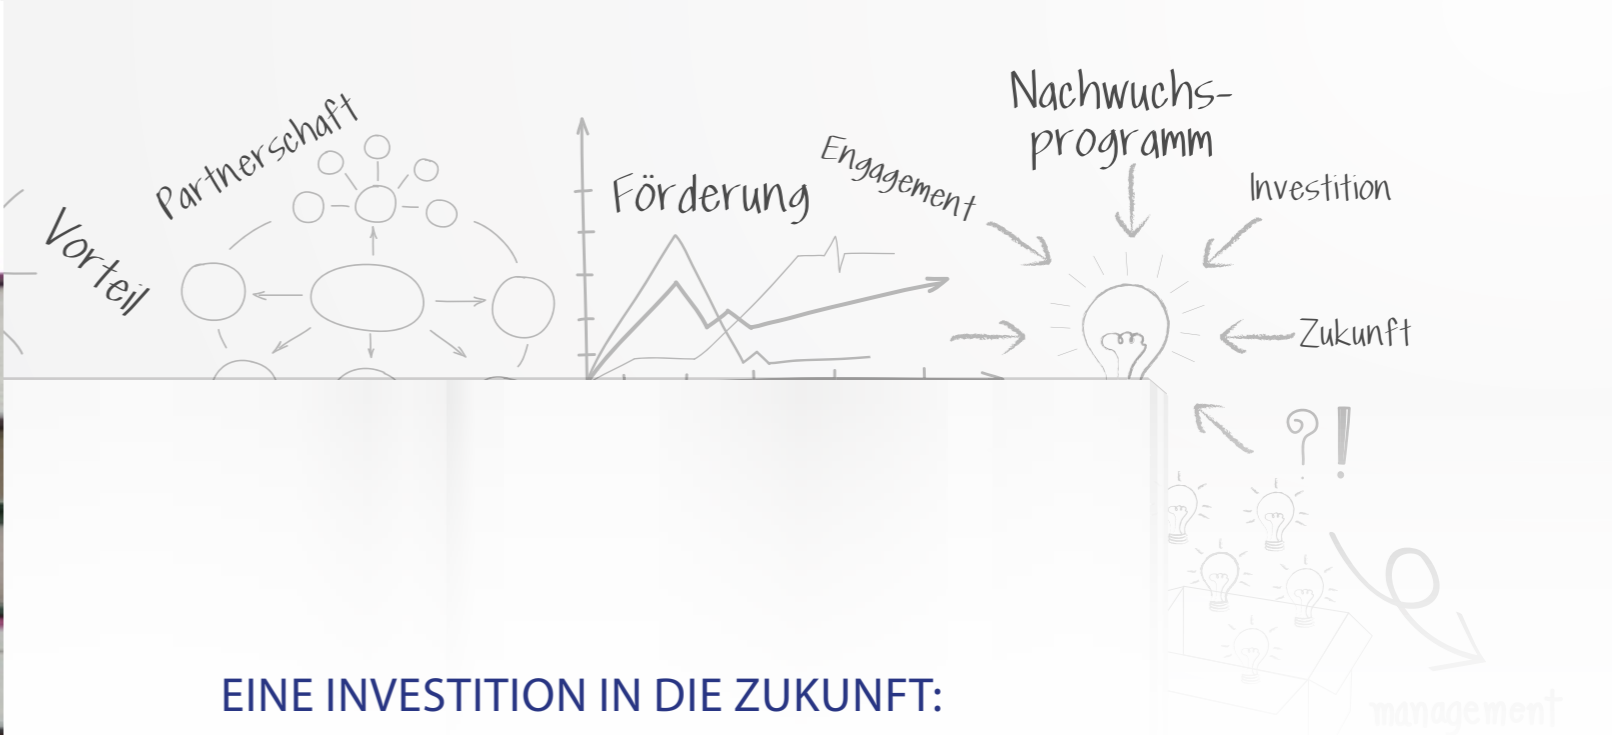 Nachwuchs-
programm
Partnerschaft
Engagement
Förderung
Investition
Vorteil
Zukunft
?!
EINE INVESTITION IN DIE ZUKUNFT:
management